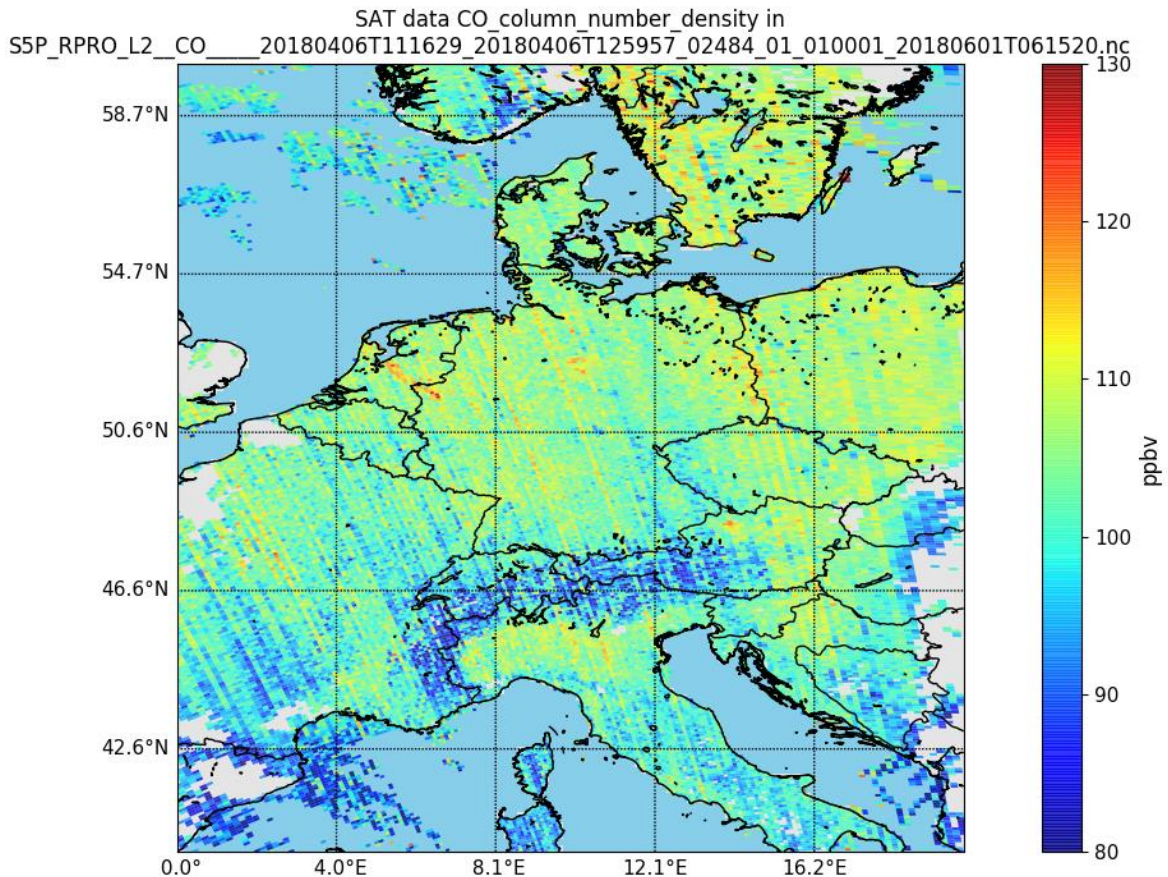 SAT data CO_column_number_density in
S5P_RPRO_L2__CO_____20180406T111629_20180406T125957_02484_01_010001_20180601T061520.nc
58.7°N
54.7°N
50.6°N
46.6°N
42.6°N
0.0
4.0°E
8.1°E
12.1°E
16.2°E
130
120
110
100
90
80
ppbv